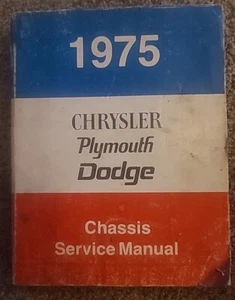 1975
CHRYSLER
Plymouth
Dodge
Chassis
Service Manual